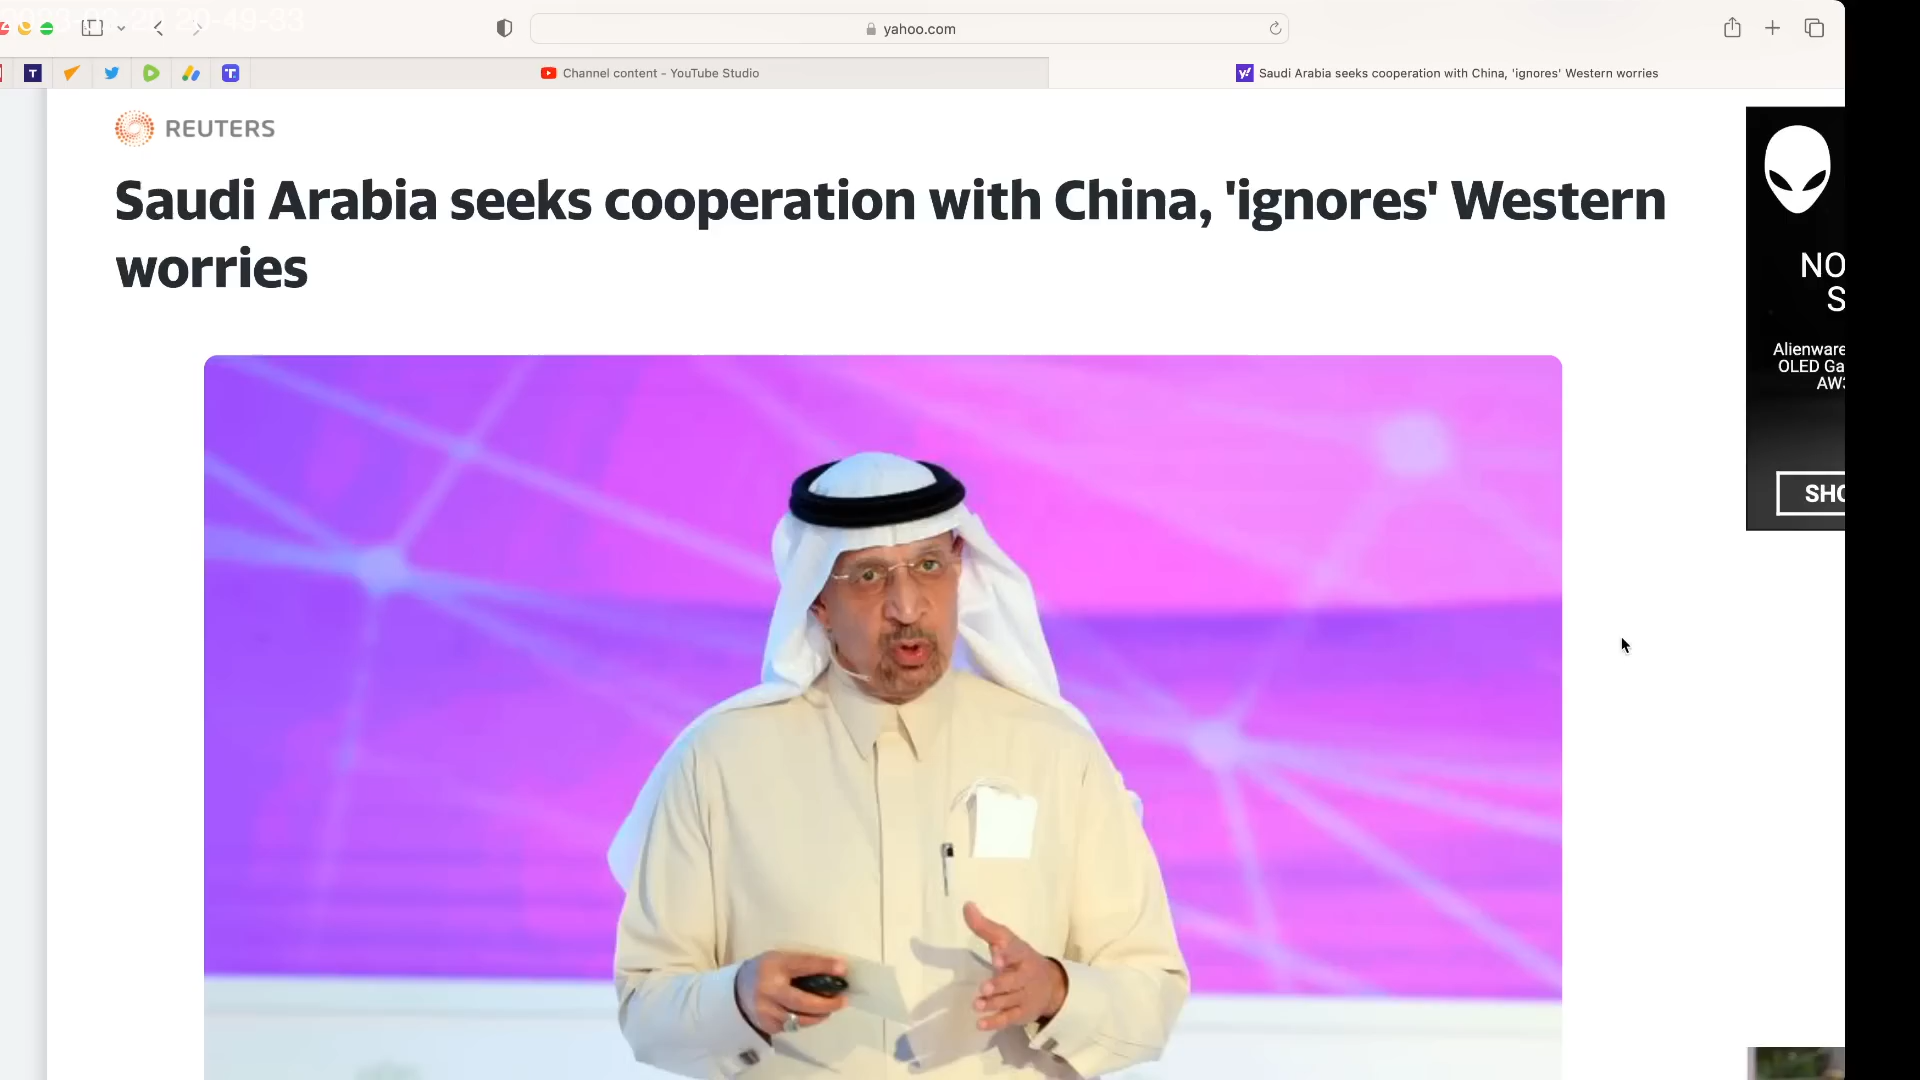 yahoo.com
T
T.
Channel content - YouTube Studio
y! Saudi Arabia seeks cooperation with China, 'ignores' Western worries
REUTERS
Saudi Arabia seeks cooperation with China, 'ignores' Western
worries
NO
S
Alienware
OLED Ga
AW3
SHO